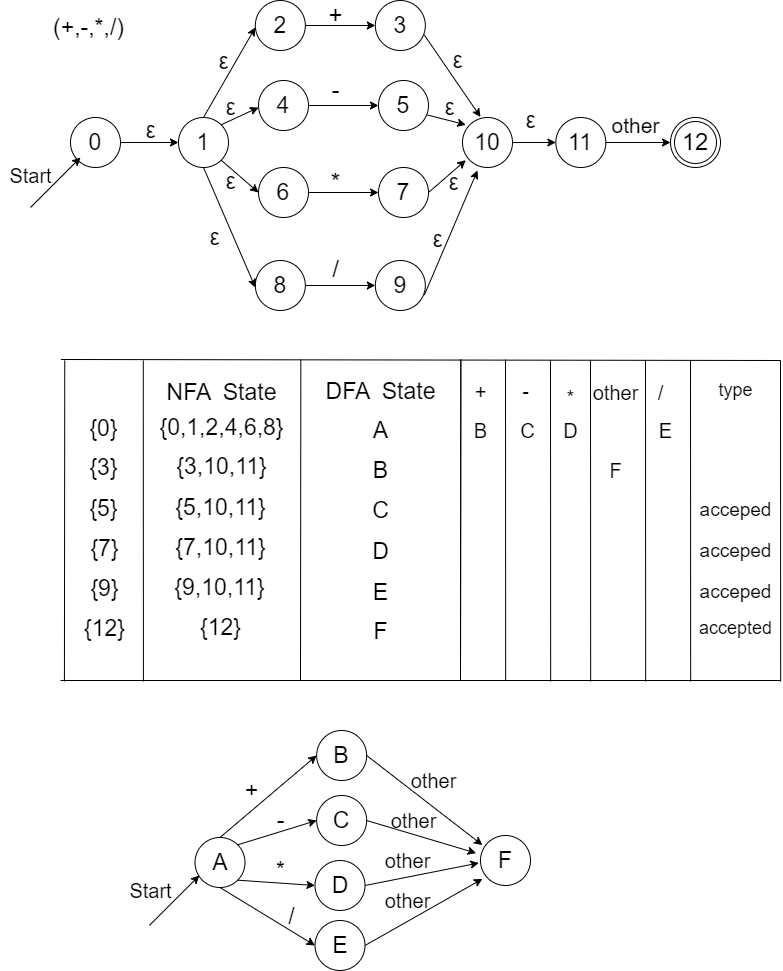 (+,-,*,/)
2 + 3
ε ε
4 - 5
ε ε
0 ε 1 10 ε 11 other 12
Start
ε 6 * 7 ε
ε ε
8 / 9
NFA State DFA State + - * other / type
{0} {0,1,2,4,6,8} A B C D E
{3} {3,10,11} B F
{5} {5,10,11} C acceped
{7} {7,10,11} D acceped
{9} {9,10,11} E acceped
{12} {12} F accepted
B
+ other
- C other
A F
* D other
Start
/ E other